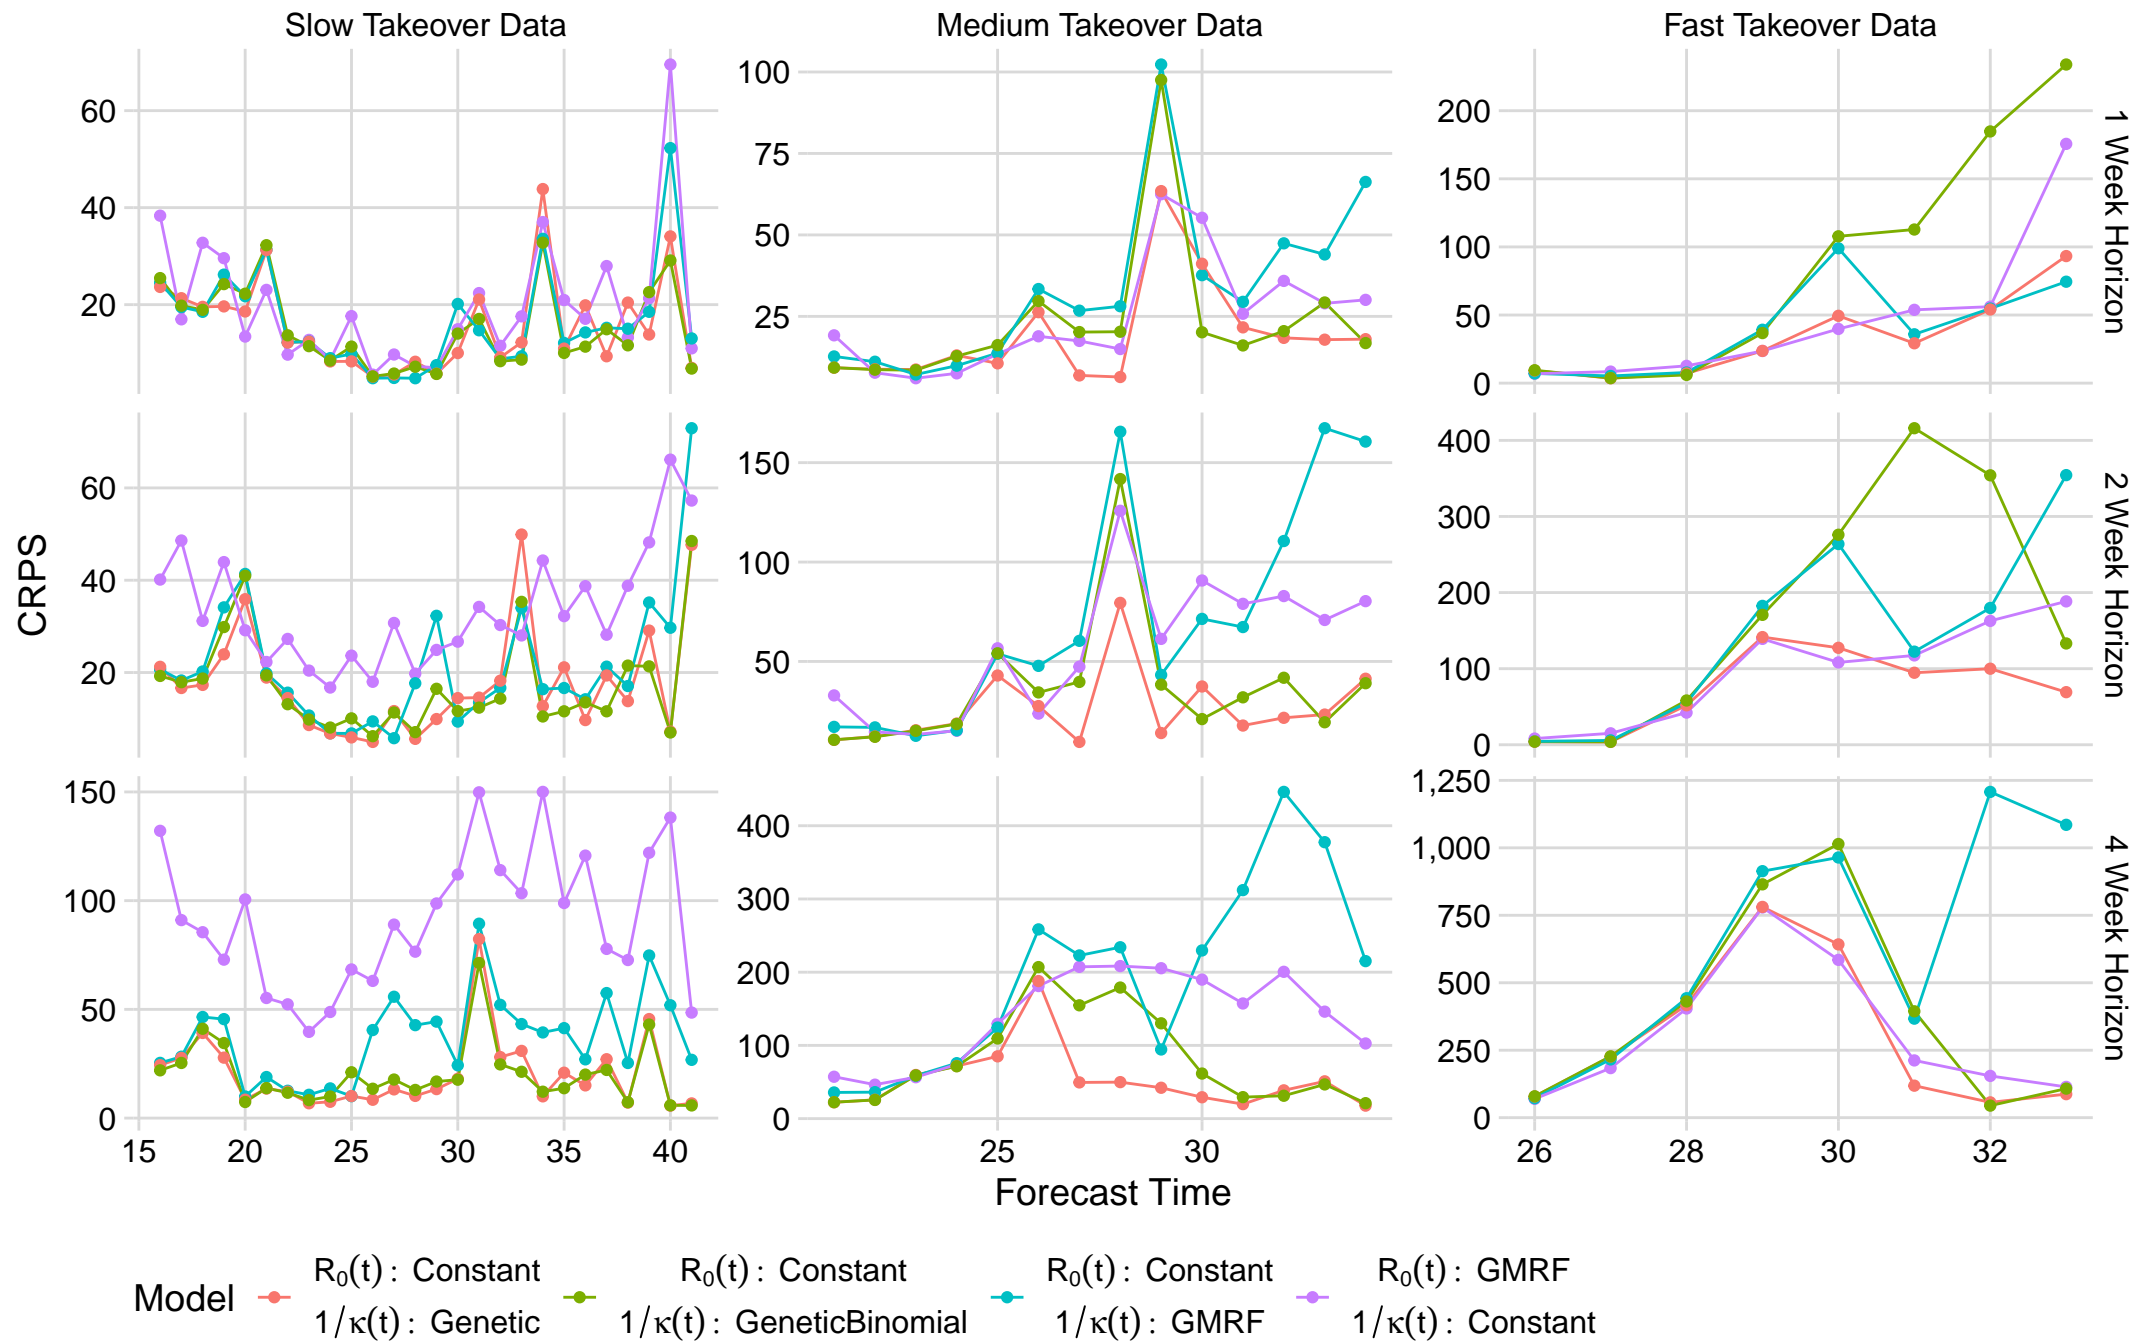 Slow Takeover Data
Medium Takeover Data
Fast Takeover Data
60
40
20
100
75
50
25
200
150
100
50
0
1 Week Horizon
60
40
20
150
100
50
400
300
200
100
0
2 Week Horizon
CRPS
150
100
50
0
400
300
200
100
0
1,250
1,000
750
500
250
0
4 Week Horizon
15 20 25 30 35 40
25 30
26 28 30 32
Forecast Time
Model
R₀(t) : Constant
1/κ(t) : Genetic
R₀(t) : Constant
1/κ(t) : GeneticBinomial
R₀(t) : Constant
1/κ(t) : GMRF
R₀(t) : GMRF
1/κ(t) : Constant